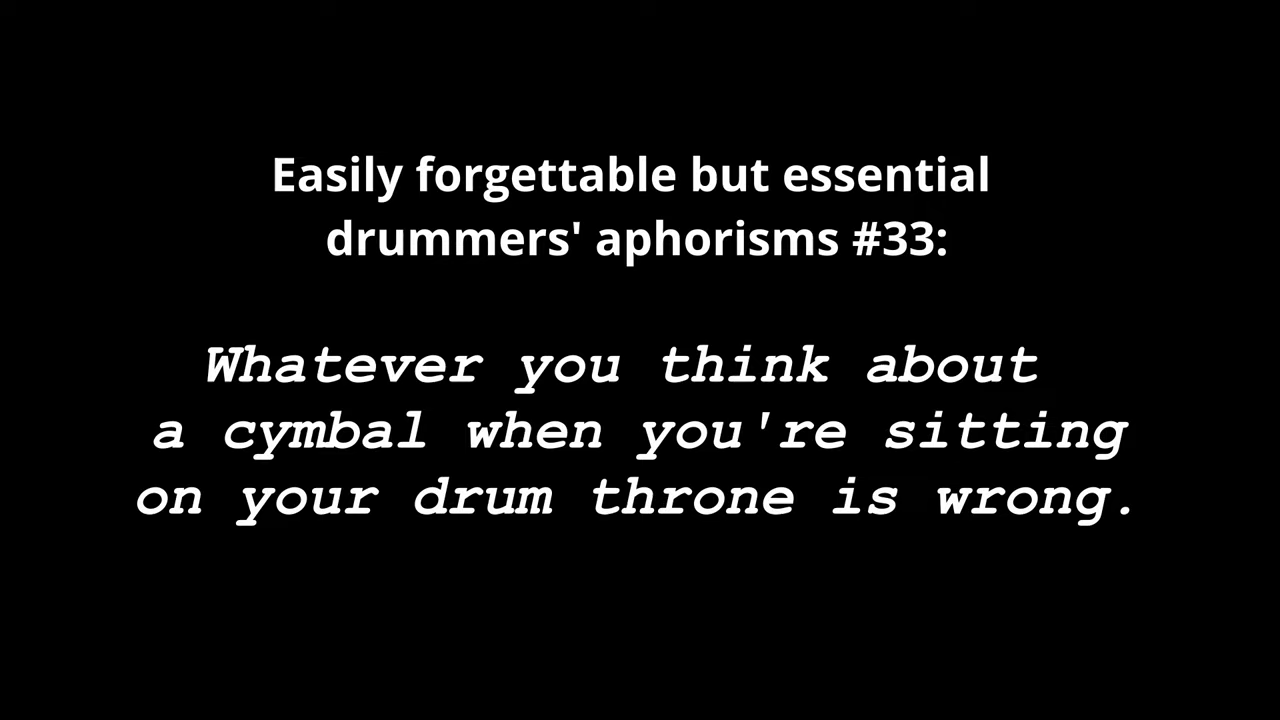 Easily forgettable but essential
drummers' aphorisms #33:
Whatever you think about
a cymbal when you're sitting
on your drum throne is wrong.